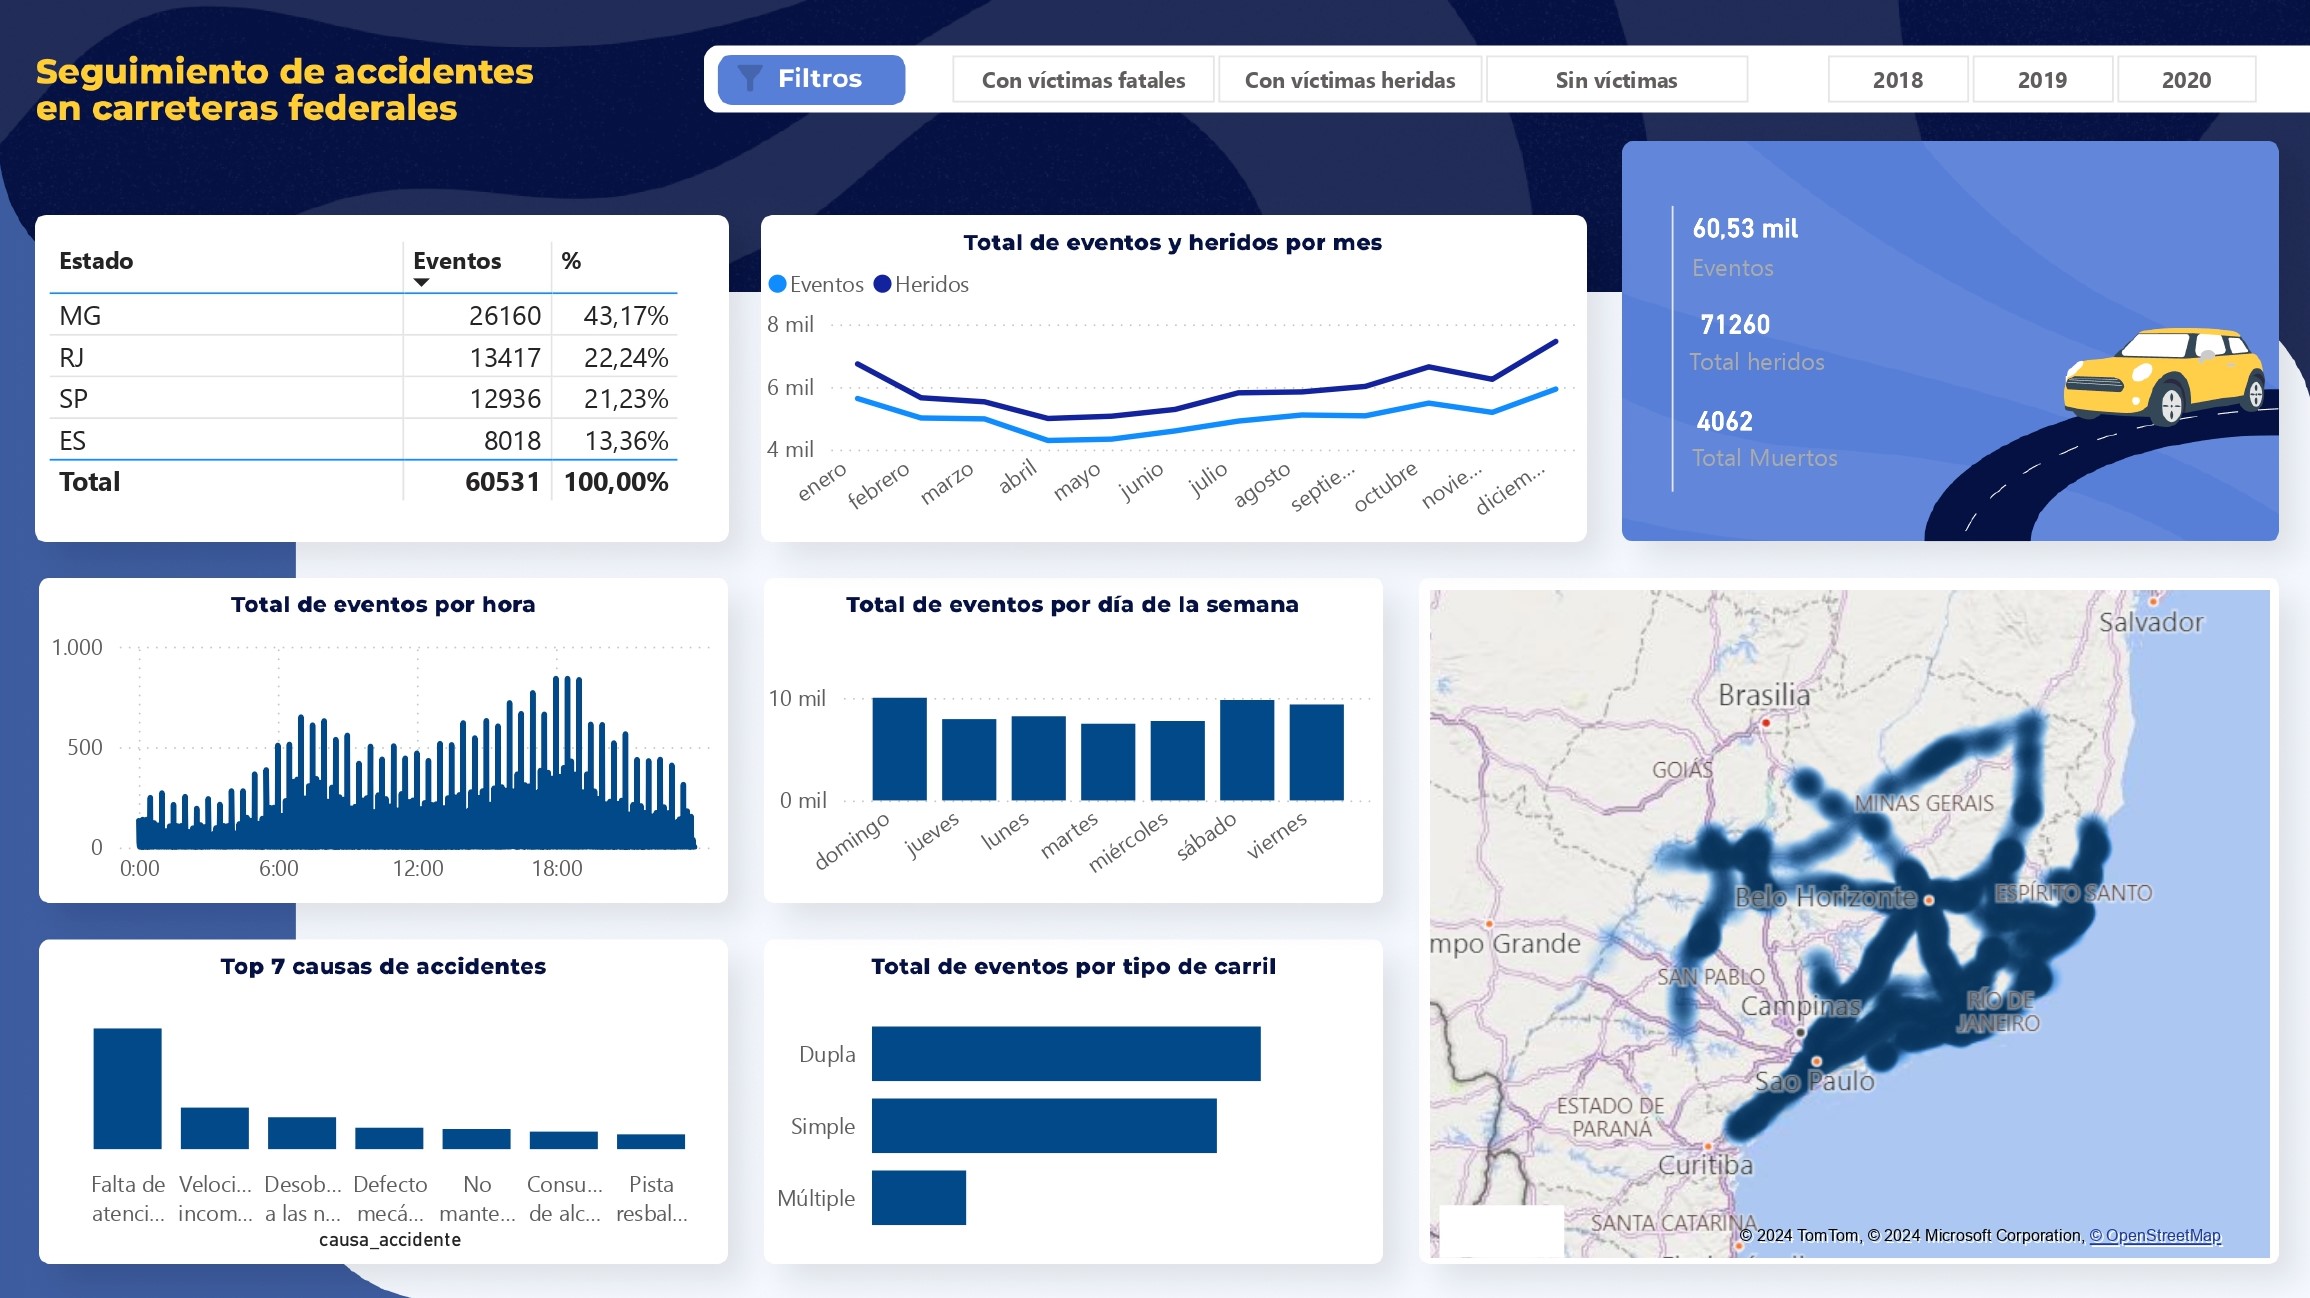 Seguimiento de accidentes
en carreteras federales
Filtros
Con víctimas fatales
Con víctimas heridas
Sin víctimas
2018
2019
2020
Estado Eventos %
MG 26160 43,17%
RJ 13417 22,24%
SP 12936 21,23%
ES 8018 13,36%
Total 60531 100,00%
Total de eventos y heridos por mes
Eventos Heridos
8 mil
6 mil
4 mil
enero febrero marzo abril mayo junio julio agosto septie... octubre novie... diciem...
60,53 mil
Eventos
71260
Total heridos
4062
Total Muertos
Total de eventos por hora
1.000
500
0
0:00 6:00 12:00 18:00
Total de eventos por día de la semana
10 mil
0 mil
domingo jueves lunes martes miércoles sábado viernes
Salvador
Brasilia
GOIÁS
MINAS GERAIS
Belo Horizonte
ESPÍRITO SANTO
mpo Grande
SAN PABLO
Campinas
RÍO DE
JANEIRO
Sao Paulo
ESTADO DE
PARANÁ
Curitiba
SANTA CATARINA
© 2024 TomTom, © 2024 Microsoft Corporation, © OpenStreetMap
Top 7 causas de accidentes
Falta de Veloci... Desob... Defecto No Consu... Pista
atenci... incom... a las n... mecá... mante... de alc... resbal...
causa_accidente
Total de eventos por tipo de carril
Dupla
Simple
Múltiple